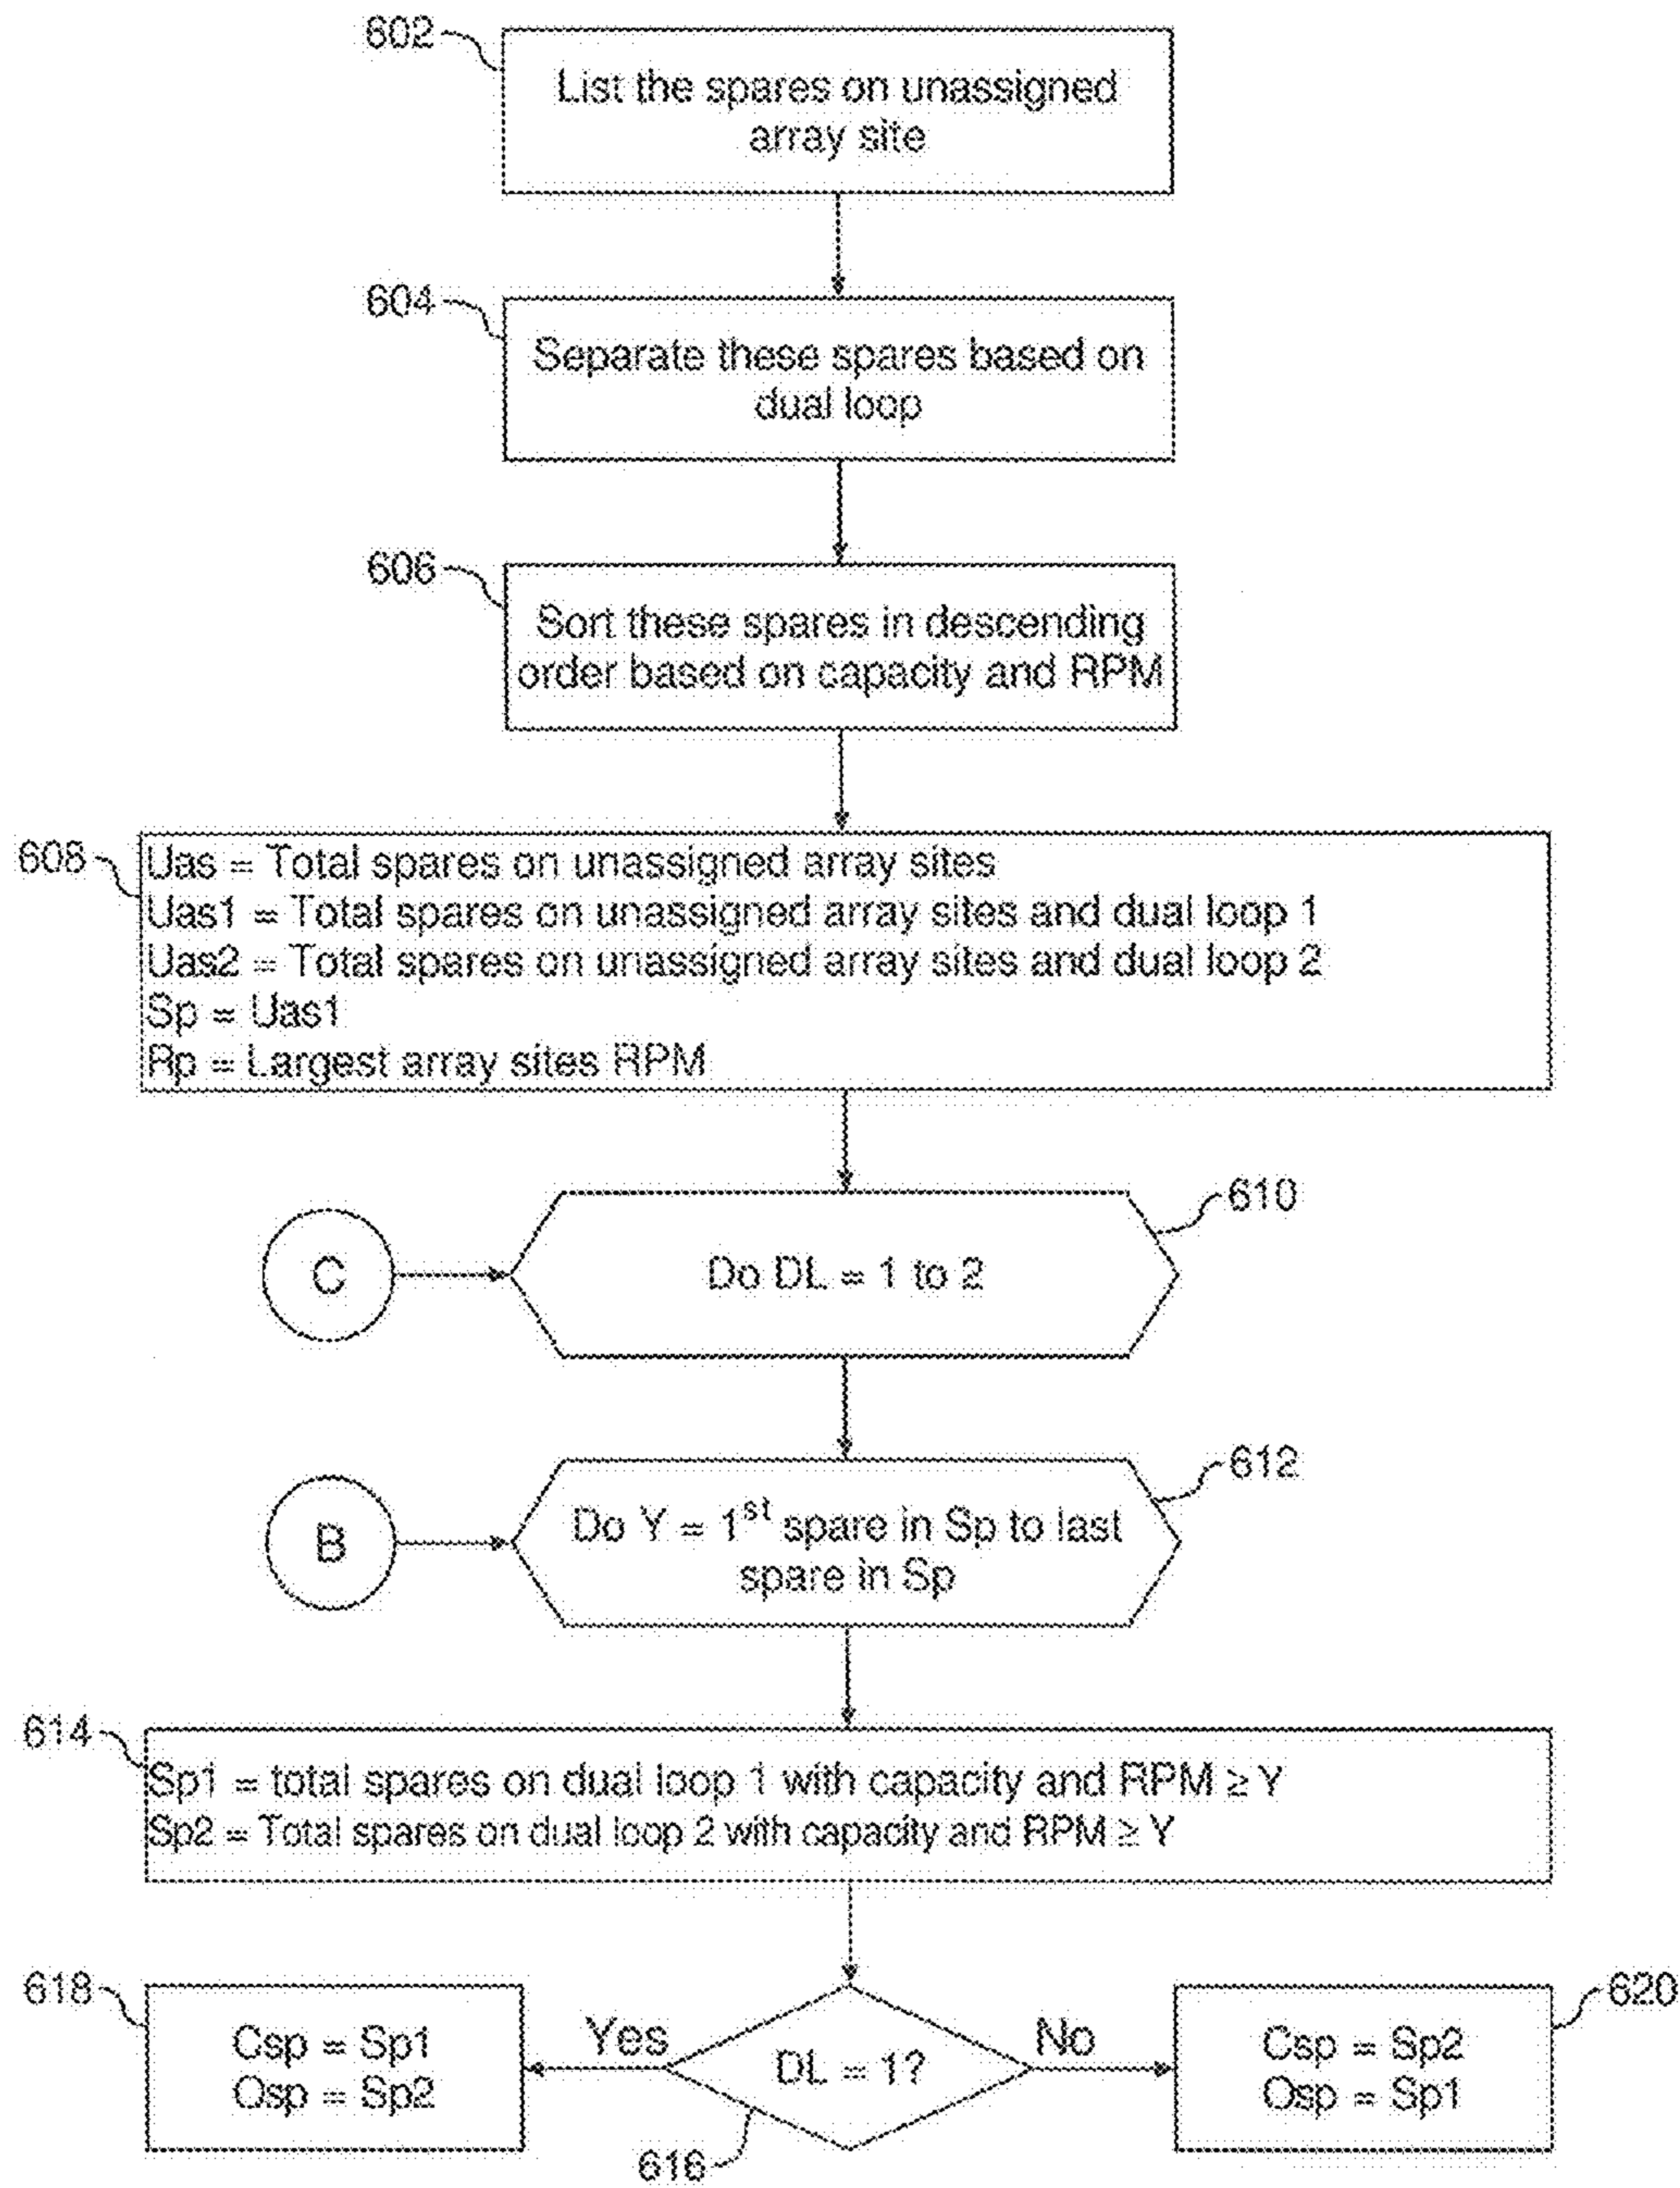 602
List the spares on unassigned
array site
604
Separate these spares based on
dual loop
606
Sort these spares in descending
order based on capacity and RPM
608
Uas = Total spares on unassigned array sites
Uas1 = Total spares on unassigned array sites and dual loop 1
Uas2 = Total spares on unassigned array sites and dual loop 2
Sp = Uas1
Rp = Largest array sites RPM
610
C
Do DL = 1 to 2
612
B
Do Y = 1st spare in Sp to last
spare in Sp
614
Sp1 = total spares on dual loop 1 with capacity and RPM ≥ Y
Sp2 = Total spares on dual loop 2 with capacity and RPM ≥ Y
618
Csp = Sp1
Osp = Sp2
Yes
DL = 1?
616
No
620
Csp = Sp2
Osp = Sp1